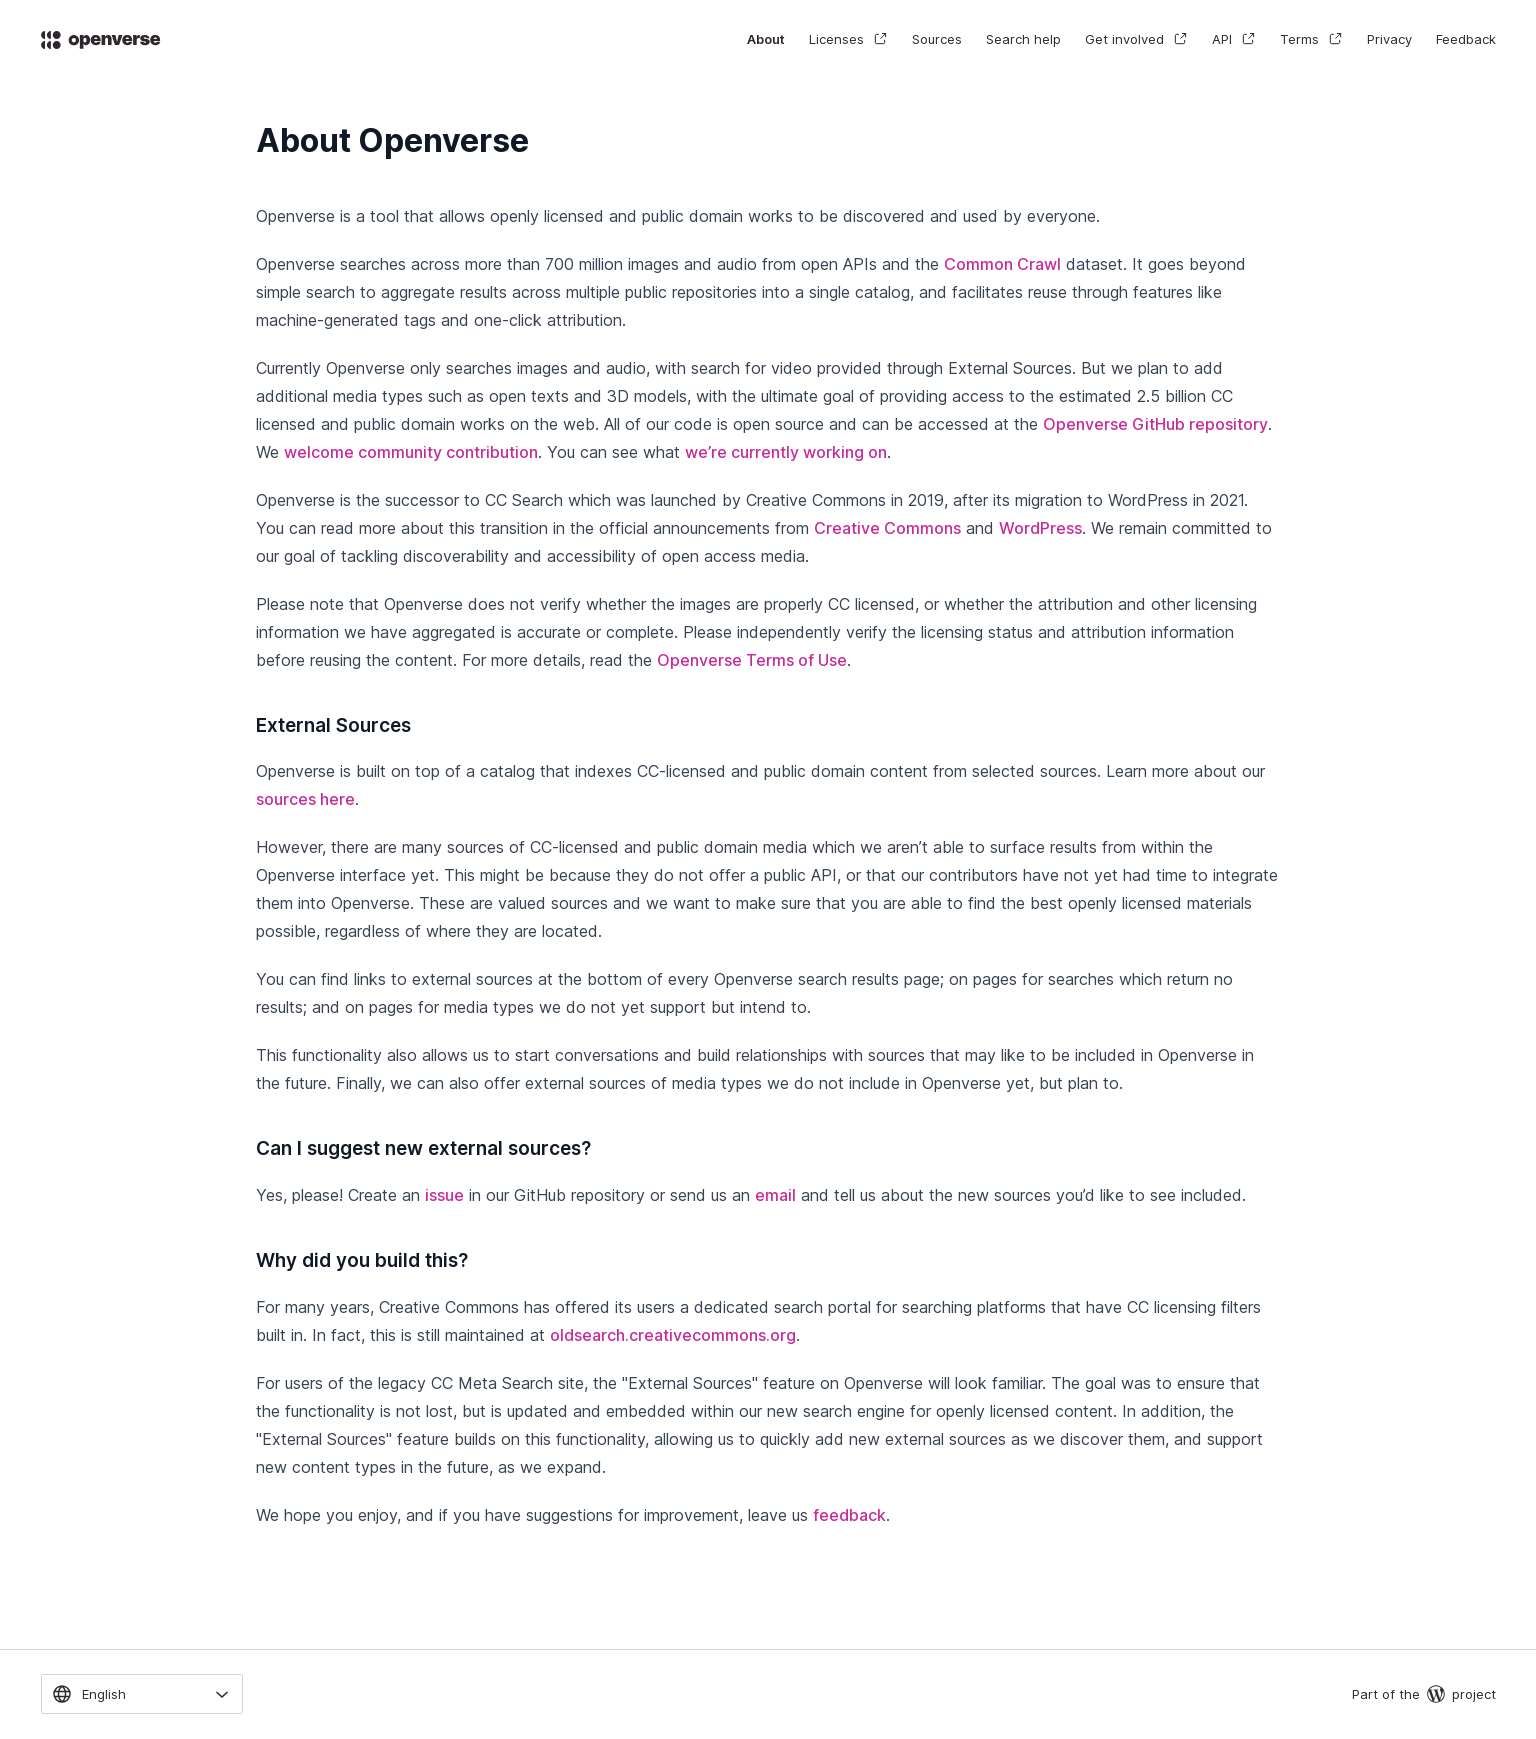 openverse
About Licenses Sources Search help Get involved API Terms Privacy Feedback
About Openverse
Openverse is a tool that allows openly licensed and public domain works to be discovered and used by everyone.
Openverse searches across more than 700 million images and audio from open APIs and the Common Crawl dataset. It goes beyond
simple search to aggregate results across multiple public repositories into a single catalog, and facilitates reuse through features like
machine-generated tags and one-click attribution.
Currently Openverse only searches images and audio, with search for video provided through External Sources. But we plan to add
additional media types such as open texts and 3D models, with the ultimate goal of providing access to the estimated 2.5 billion CC
licensed and public domain works on the web. All of our code is open source and can be accessed at the Openverse GitHub repository.
We welcome community contribution. You can see what we’re currently working on.
Openverse is the successor to CC Search which was launched by Creative Commons in 2019, after its migration to WordPress in 2021.
You can read more about this transition in the official announcements from Creative Commons and WordPress. We remain committed to
our goal of tackling discoverability and accessibility of open access media.
Please note that Openverse does not verify whether the images are properly CC licensed, or whether the attribution and other licensing
information we have aggregated is accurate or complete. Please independently verify the licensing status and attribution information
before reusing the content. For more details, read the Openverse Terms of Use.
External Sources
Openverse is built on top of a catalog that indexes CC-licensed and public domain content from selected sources. Learn more about our
sources here.
However, there are many sources of CC-licensed and public domain media which we aren’t able to surface results from within the
Openverse interface yet. This might be because they do not offer a public API, or that our contributors have not yet had time to integrate
them into Openverse. These are valued sources and we want to make sure that you are able to find the best openly licensed materials
possible, regardless of where they are located.
You can find links to external sources at the bottom of every Openverse search results page; on pages for searches which return no
results; and on pages for media types we do not yet support but intend to.
This functionality also allows us to start conversations and build relationships with sources that may like to be included in Openverse in
the future. Finally, we can also offer external sources of media types we do not include in Openverse yet, but plan to.
Can I suggest new external sources?
Yes, please! Create an issue in our GitHub repository or send us an email and tell us about the new sources you’d like to see included.
Why did you build this?
For many years, Creative Commons has offered its users a dedicated search portal for searching platforms that have CC licensing filters
built in. In fact, this is still maintained at oldsearch.creativecommons.org.
For users of the legacy CC Meta Search site, the "External Sources" feature on Openverse will look familiar. The goal was to ensure that
the functionality is not lost, but is updated and embedded within our new search engine for openly licensed content. In addition, the
"External Sources" feature builds on this functionality, allowing us to quickly add new external sources as we discover them, and support
new content types in the future, as we expand.
We hope you enjoy, and if you have suggestions for improvement, leave us feedback.
English
Part of the project